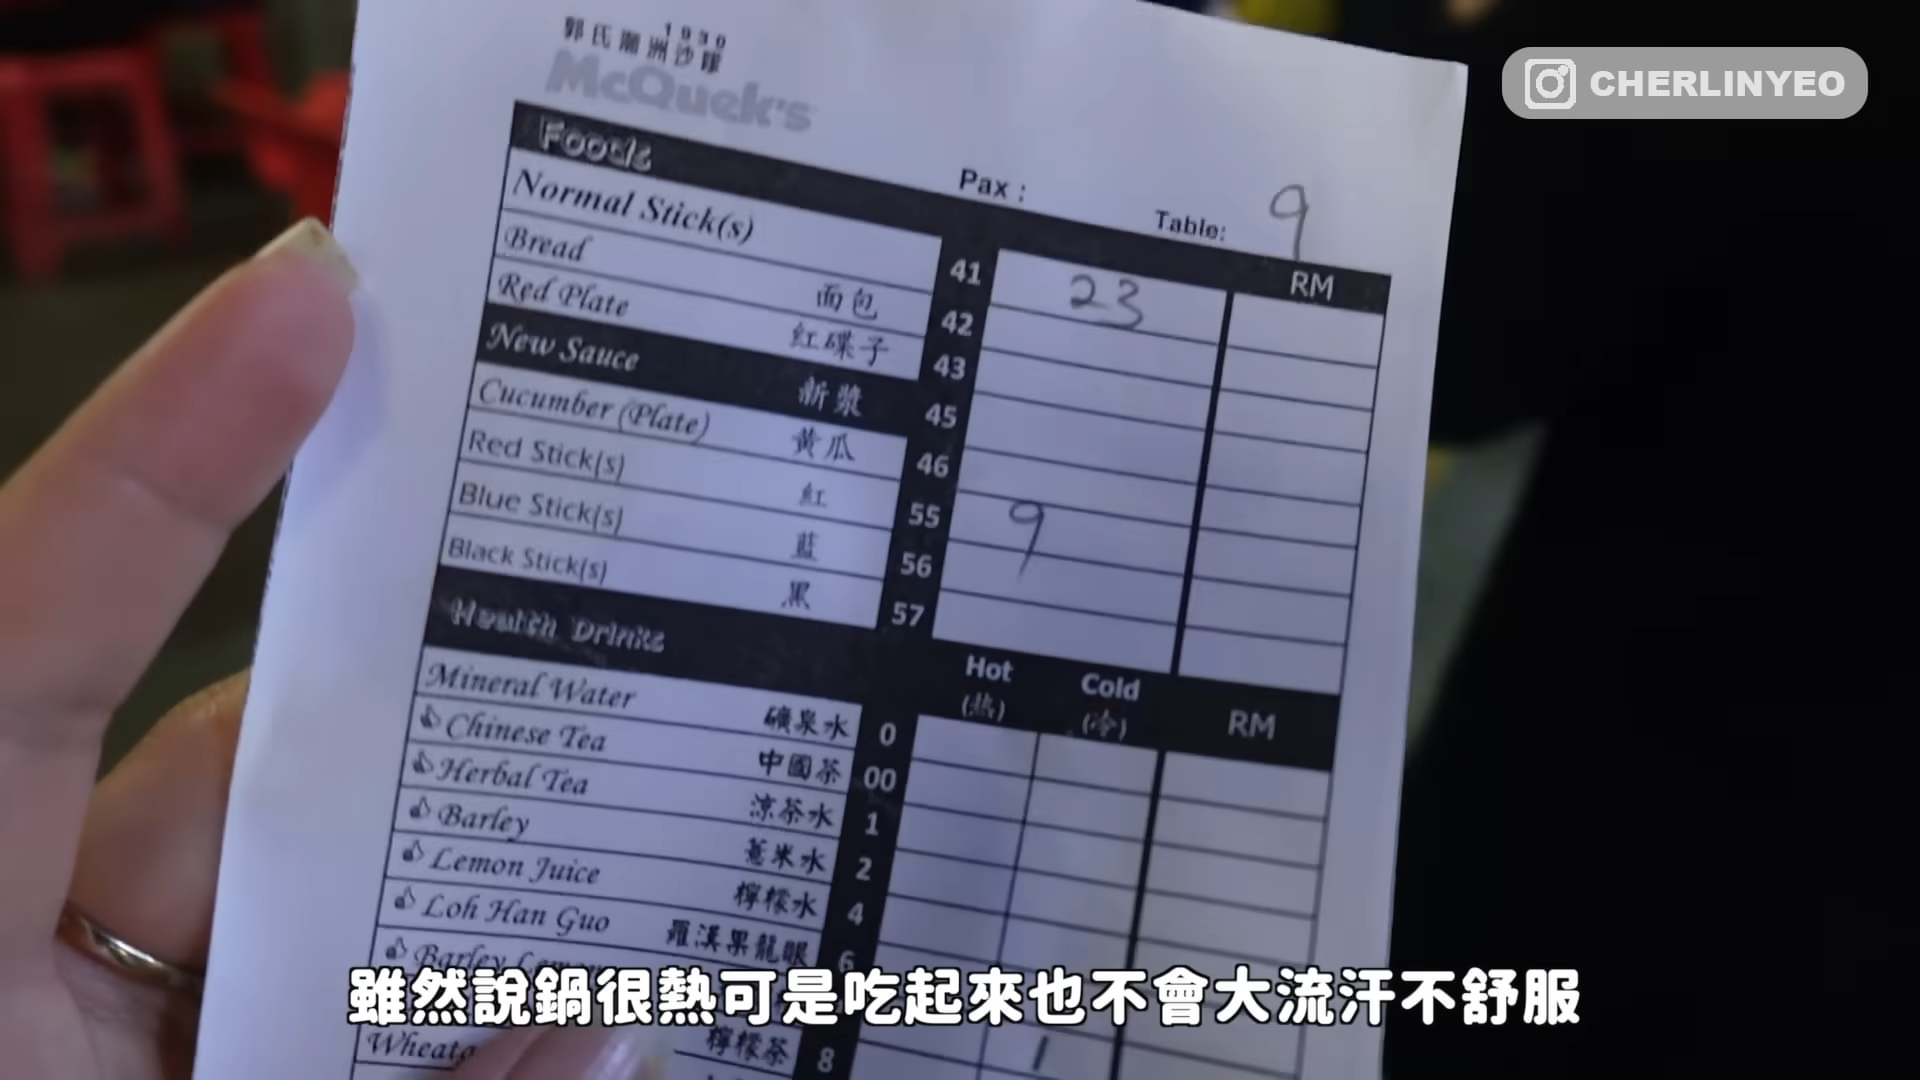 1930
郭氏潮洲沙嗲
McQuek's
CHERLINYEO
Foods Pax : Table: 9
Normal Stick(s) 41 23 RM
Bread 面包 42
Red Plate 紅碟子 43
New Sauce 新漿 45
Cucumber (Plate) 黄瓜 46
Red Stick(s) 紅 55 9
Blue Stick(s) 藍 56
Black Stick(s) 黑 57
Health Drinks Hot (热) Cold (冷) RM
Mineral Water 礦泉水 0
Chinese Tea 中國茶 00
Herbal Tea 涼茶水 1
Barley 薏米水 2
Lemon Juice 檸檬水 4
Loh Han Guo 羅漢果龍眼 6
Barley Lemon
雖然說鍋很熱可是吃起來也不會大流汗不舒服
檸檬茶 8 1